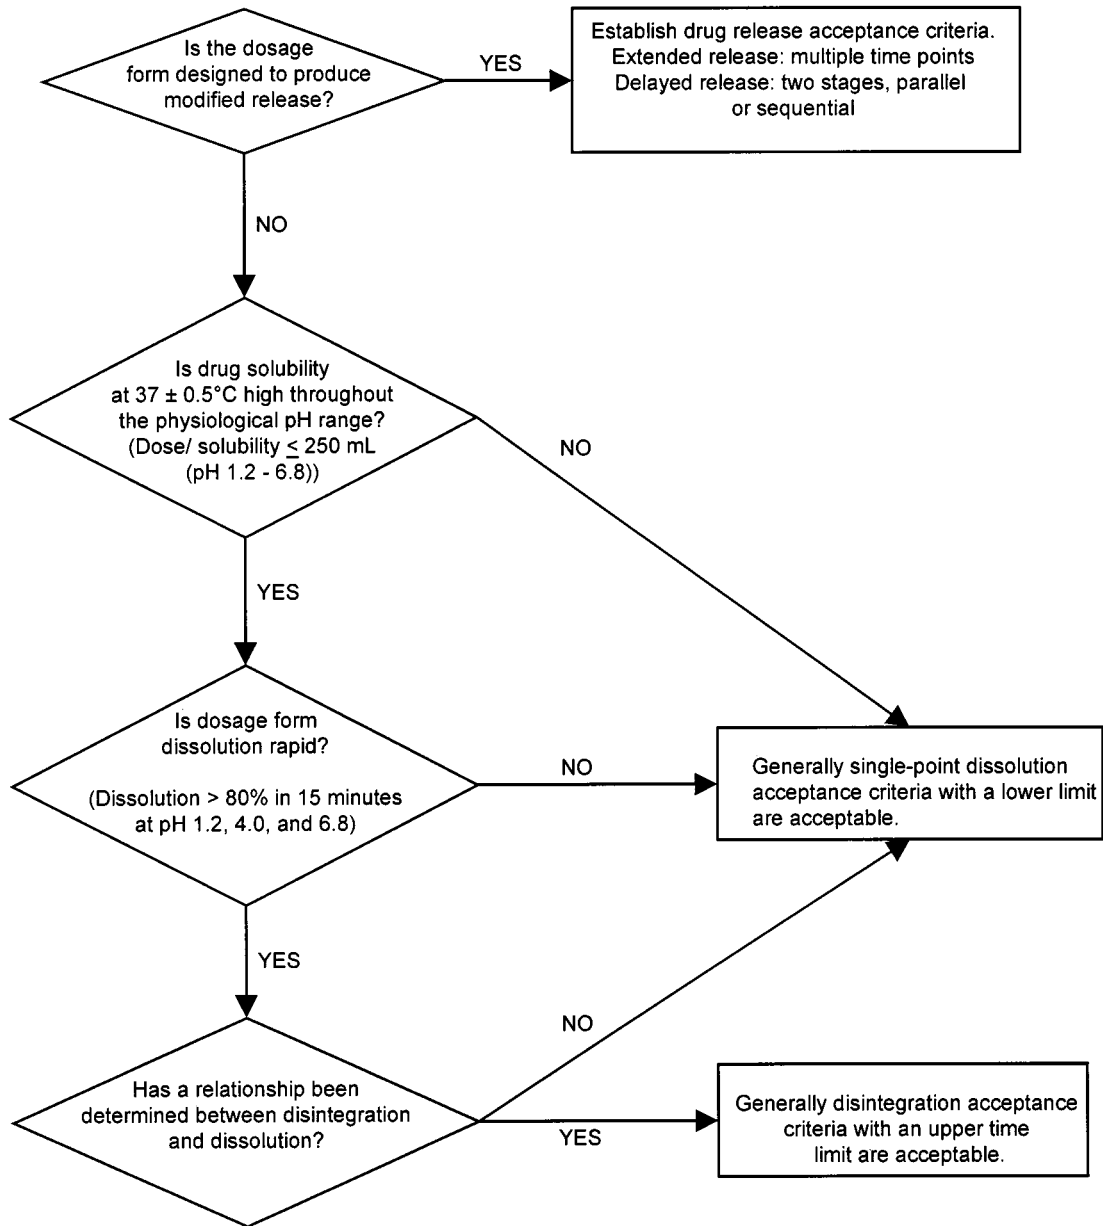 Is the dosage
form designed to produce
modified release?
YES
Establish drug release acceptance criteria.
Extended release: multiple time points
Delayed release: two stages, parallel
or sequential
NO
Is drug solubility
at 37 ± 0.5°C high throughout
the physiological pH range?
(Dose/ solubility ≤ 250 mL
(pH 1.2 - 6.8))
NO
YES
Is dosage form
dissolution rapid?
(Dissolution > 80% in 15 minutes
at pH 1.2, 4.0, and 6.8)
NO
Generally single-point dissolution
acceptance criteria with a lower limit
are acceptable.
YES
NO
Has a relationship been
determined between disintegration
and dissolution?
YES
Generally disintegration acceptance
criteria with an upper time
limit are acceptable.